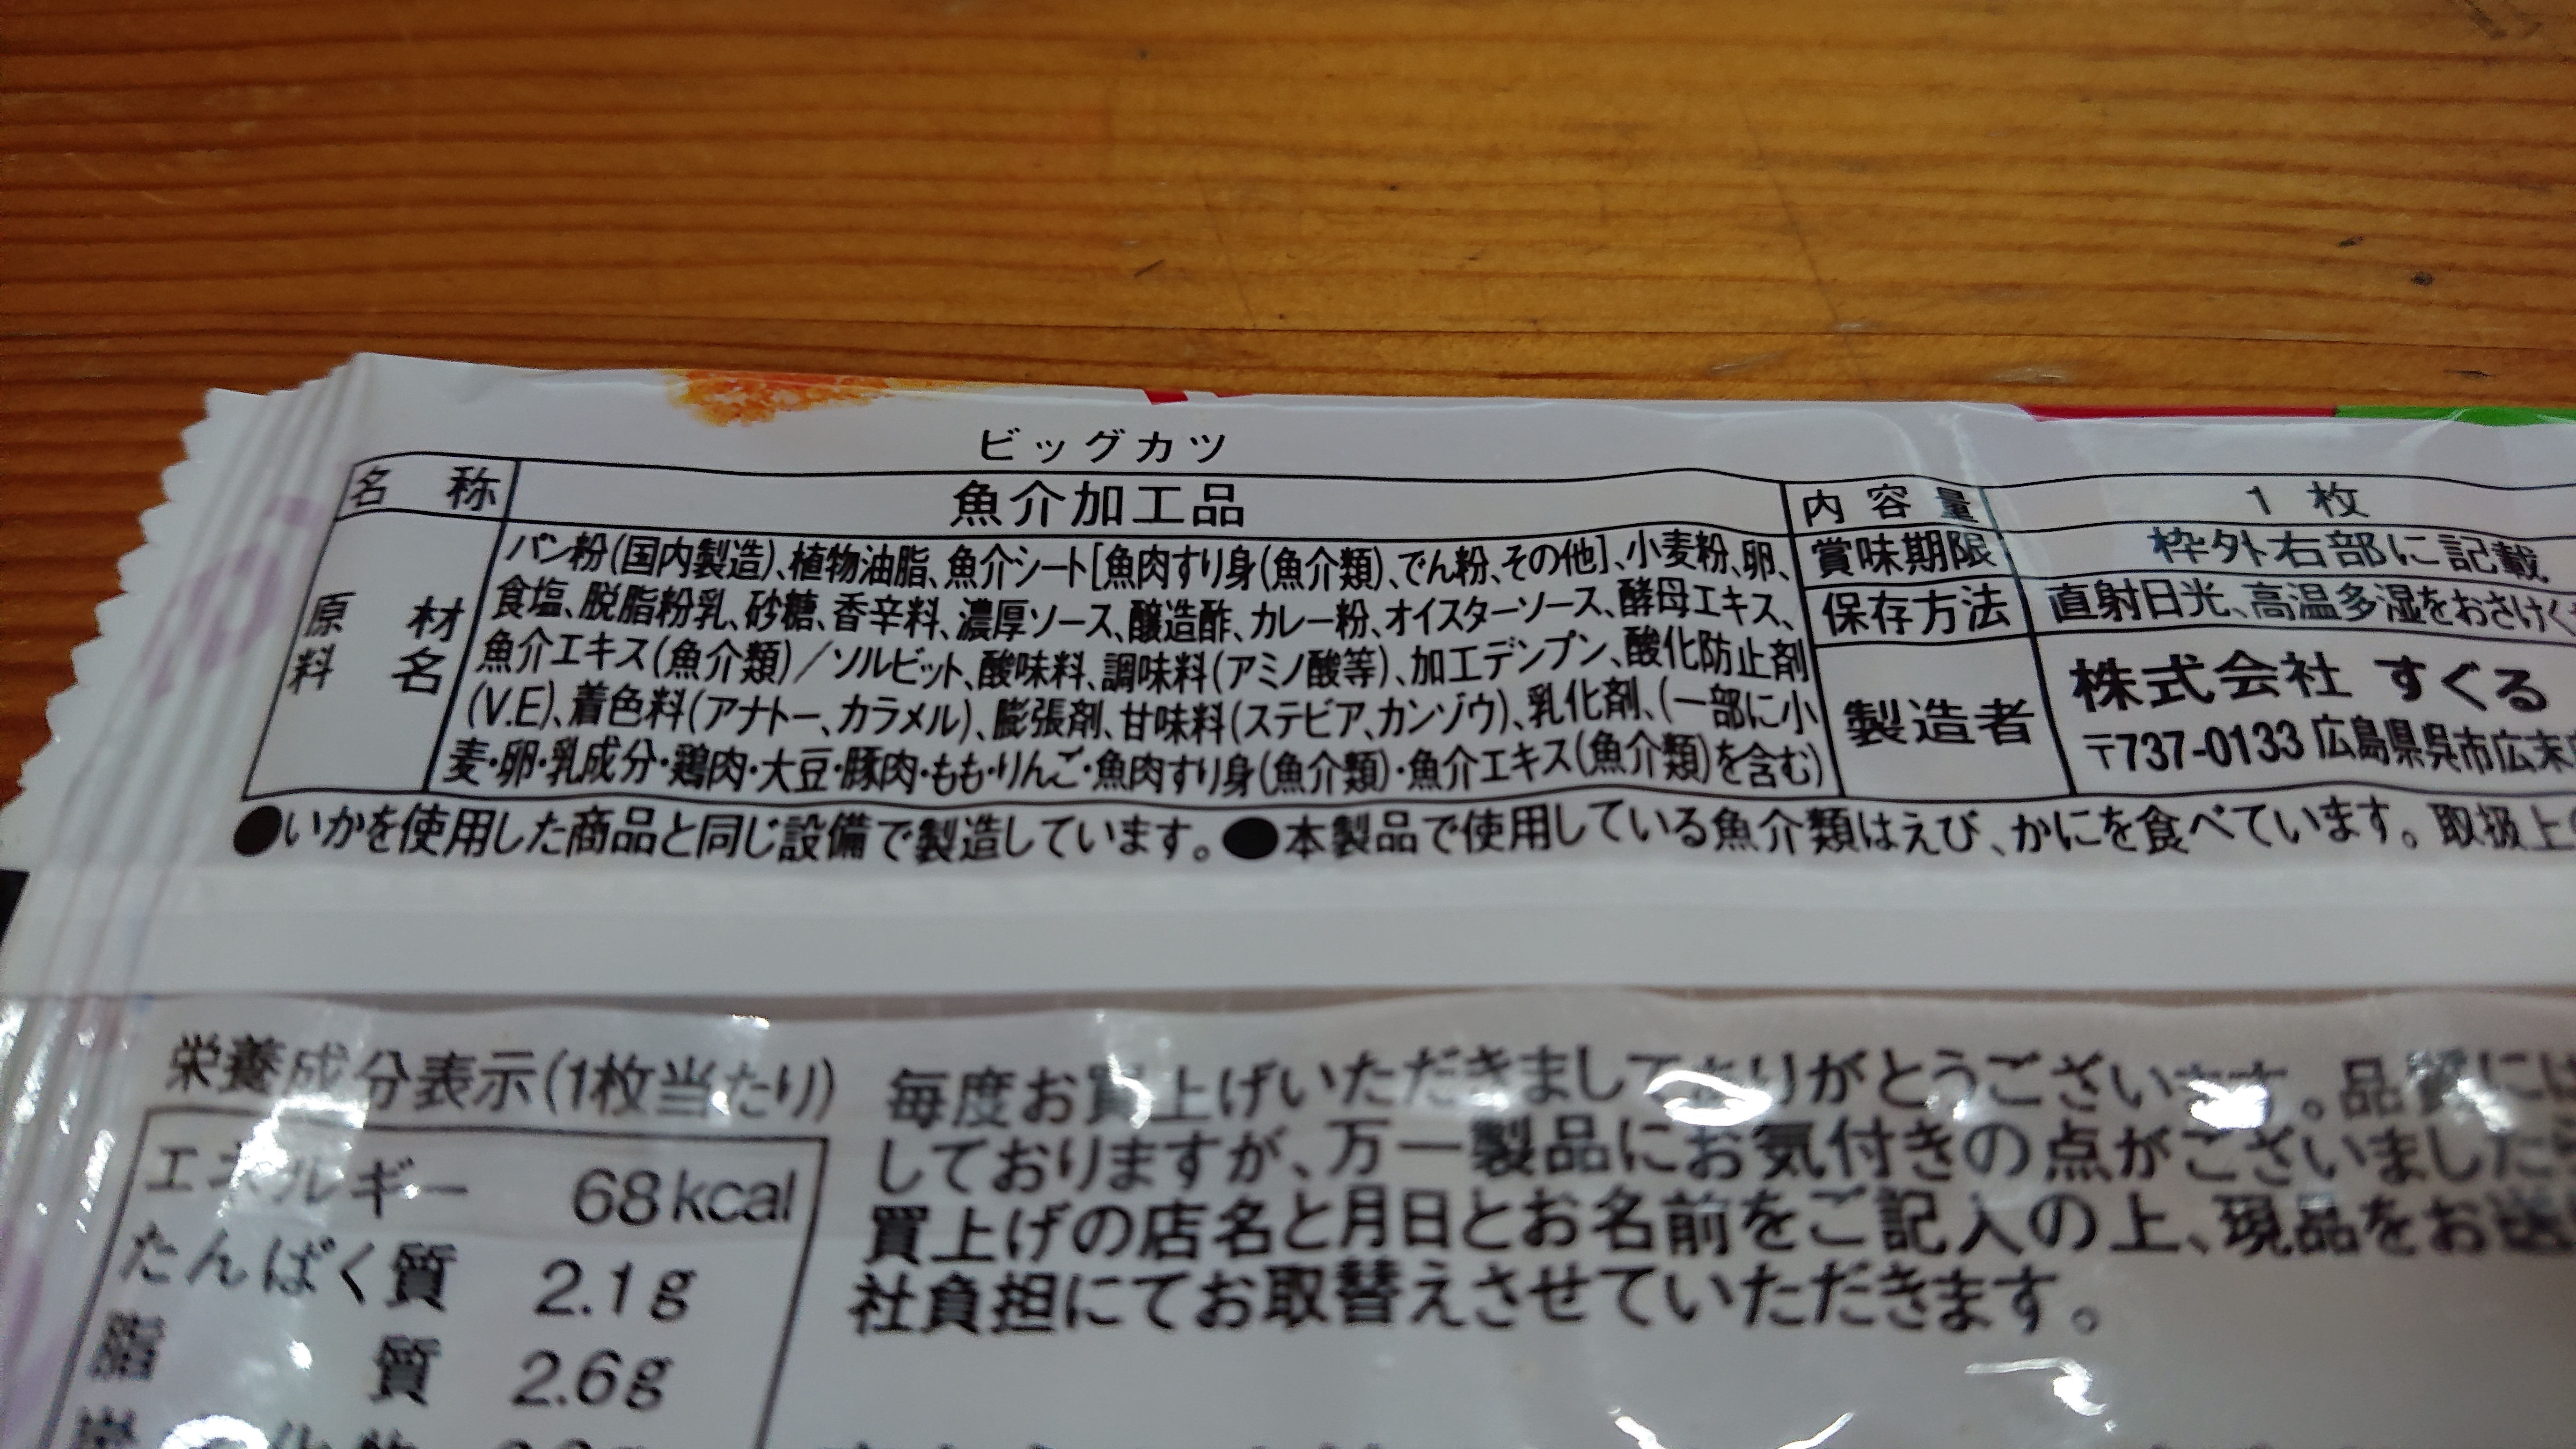 ビッグカツ
名称 魚介加工品
原材料名 パン粉(国内製造)、植物油脂、魚介シート[魚肉すり身(魚介類)、でん粉、その他]、小麦粉、卵、
食塩、脱脂粉乳、砂糖、香辛料、濃厚ソース、醸造酢、カレー粉、オイスターソース、酵母エキス、
魚介エキス(魚介類)/ソルビット、酸味料、調味料(アミノ酸等)、加工デンプン、酸化防止剤
(V.E)、着色料(アナトー、カラメル)、膨張剤、甘味料(ステビア、カンゾウ)、乳化剤、(一部に小
麦・卵・乳成分・鶏肉・大豆・豚肉・もも・りんご・魚肉すり身(魚介類)・魚介エキス(魚介類)を含む)
内容量 1枚
賞味期限 枠外右部に記載
保存方法 直射日光、高温多湿をおさけく
製造者 株式会社 すぐる
〒737-0133 広島県呉市広末
●いかを使用した商品と同じ設備で製造しています。●本製品で使用している魚介類はえび、かにを食べています。取扱上
栄養成分表示(1枚当たり)
エネルギー 68kcal
たんぱく質 2.1g
脂質 2.6g
毎度お買上げいただきましてありがとうございます。品質には
しておりますが、万一製品にお気付きの点がございました
買上げの店名と月日とお名前をご記入の上、現品をお送
社負担にてお取替えさせていただきます。